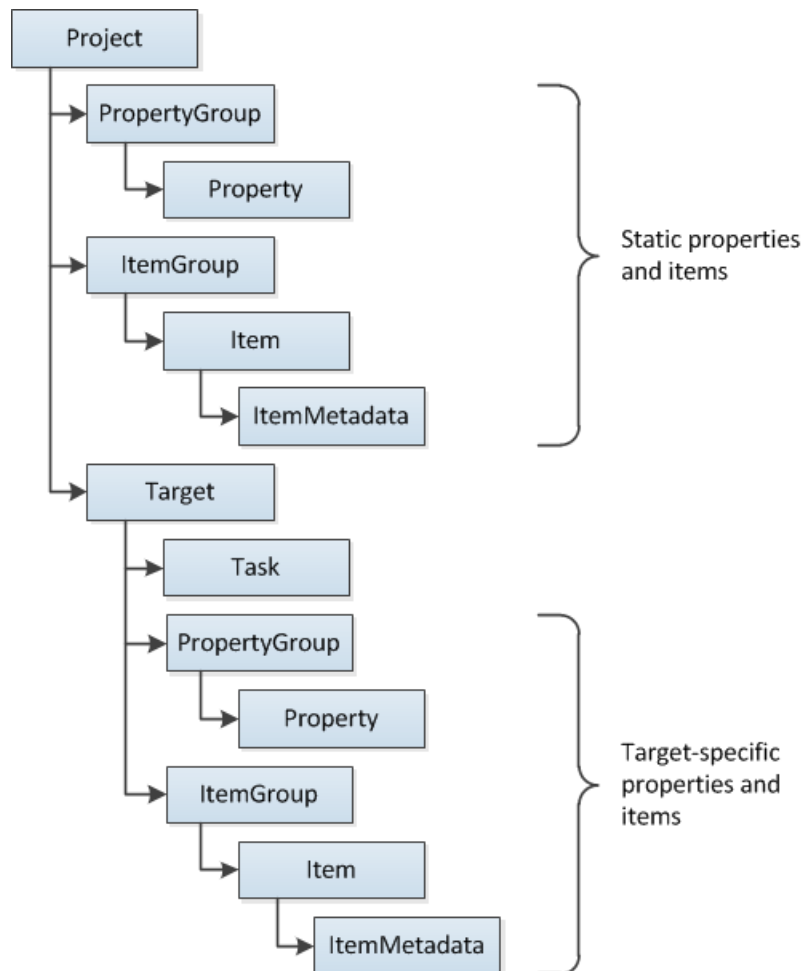 Project
PropertyGroup
Property
ItemGroup
Item
ItemMetadata
Static properties
and items
Target
Task
PropertyGroup
Property
ItemGroup
Item
ItemMetadata
Target-specific
properties and
items